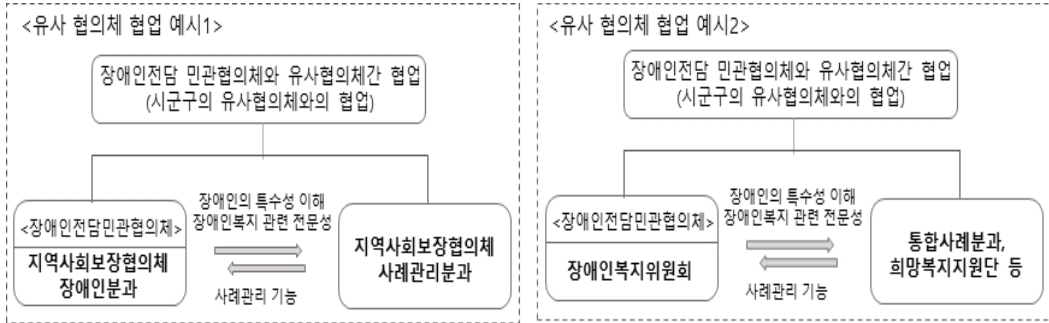 <유사 협의체 협업 예시1>
장애인전담 민관협의체와 유사협의체간 협업
(시군구의 유사협의체와의 협업)
<장애인전담민관협의체>
지역사회보장협의체
장애인분과
장애인의 특수성 이해
장애인복지 관련 전문성
사례관리 기능
지역사회보장협의체
사례관리분과
<유사 협의체 협업 예시2>
장애인전담 민관협의체와 유사협의체간 협업
(시군구의 유사협의체와의 협업)
<장애인전담민관협의체>
장애인복지위원회
장애인의 특수성 이해
장애인복지 관련 전문성
사례관리 기능
통합사례분과,
희망복지지원단 등